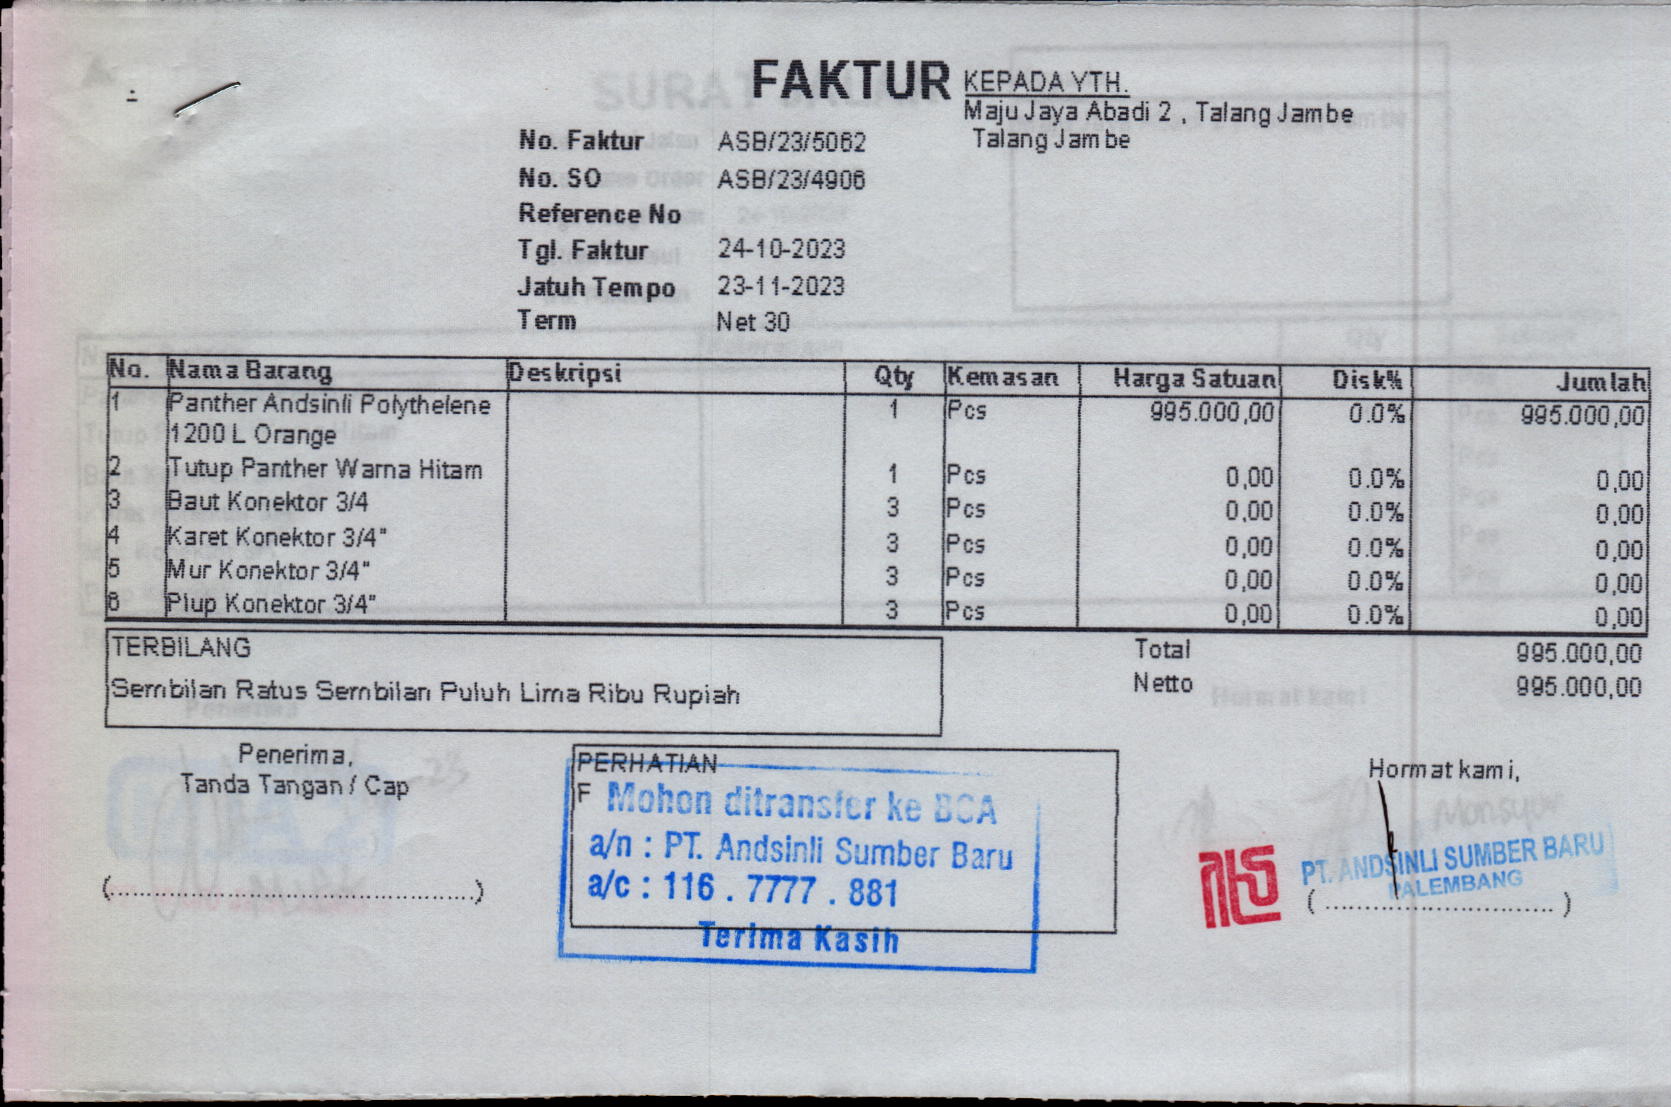 FAKTUR
KEPADA YTH.
Maju Jaya Abadi 2 , Talang Jambe
Talang Jambe
No. Faktur ASB/23/5062
No. SO ASB/23/4906
Reference No
Tgl. Faktur 24-10-2023
Jatuh Tempo 23-11-2023
Term Net 30
No. Nama Barang Deskripsi Qty Kemasan Harga Satuan Disk% Jumlah
1 Panther Andsinli Polythelene 1 Pcs 995.000,00 0.0% 995.000,00
1200 L Orange
2 Tutup Panther Warna Hitam 1 Pcs 0,00 0.0% 0,00
3 Baut Konektor 3/4 3 Pcs 0,00 0.0% 0,00
4 Karet Konektor 3/4" 3 Pcs 0,00 0.0% 0,00
5 Mur Konektor 3/4" 3 Pcs 0,00 0.0% 0,00
6 Plup Konektor 3/4" 3 Pcs 0,00 0.0% 0,00
TERBILANG
Sembilan Ratus Sembilan Puluh Lima Ribu Rupiah
Total 995.000,00
Netto 995.000,00
Penerima,
Tanda Tangan / Cap
(..................................................)
PERHATIAN
F
Mohon ditransfer ke BCA
a/n : PT. Andsinli Sumber Baru
a/c : 116 . 7777 . 881
Terima Kasih
Hormat kami,
PT. ANDSINLI SUMBER BARU
PALEMBANG
( ............................... )